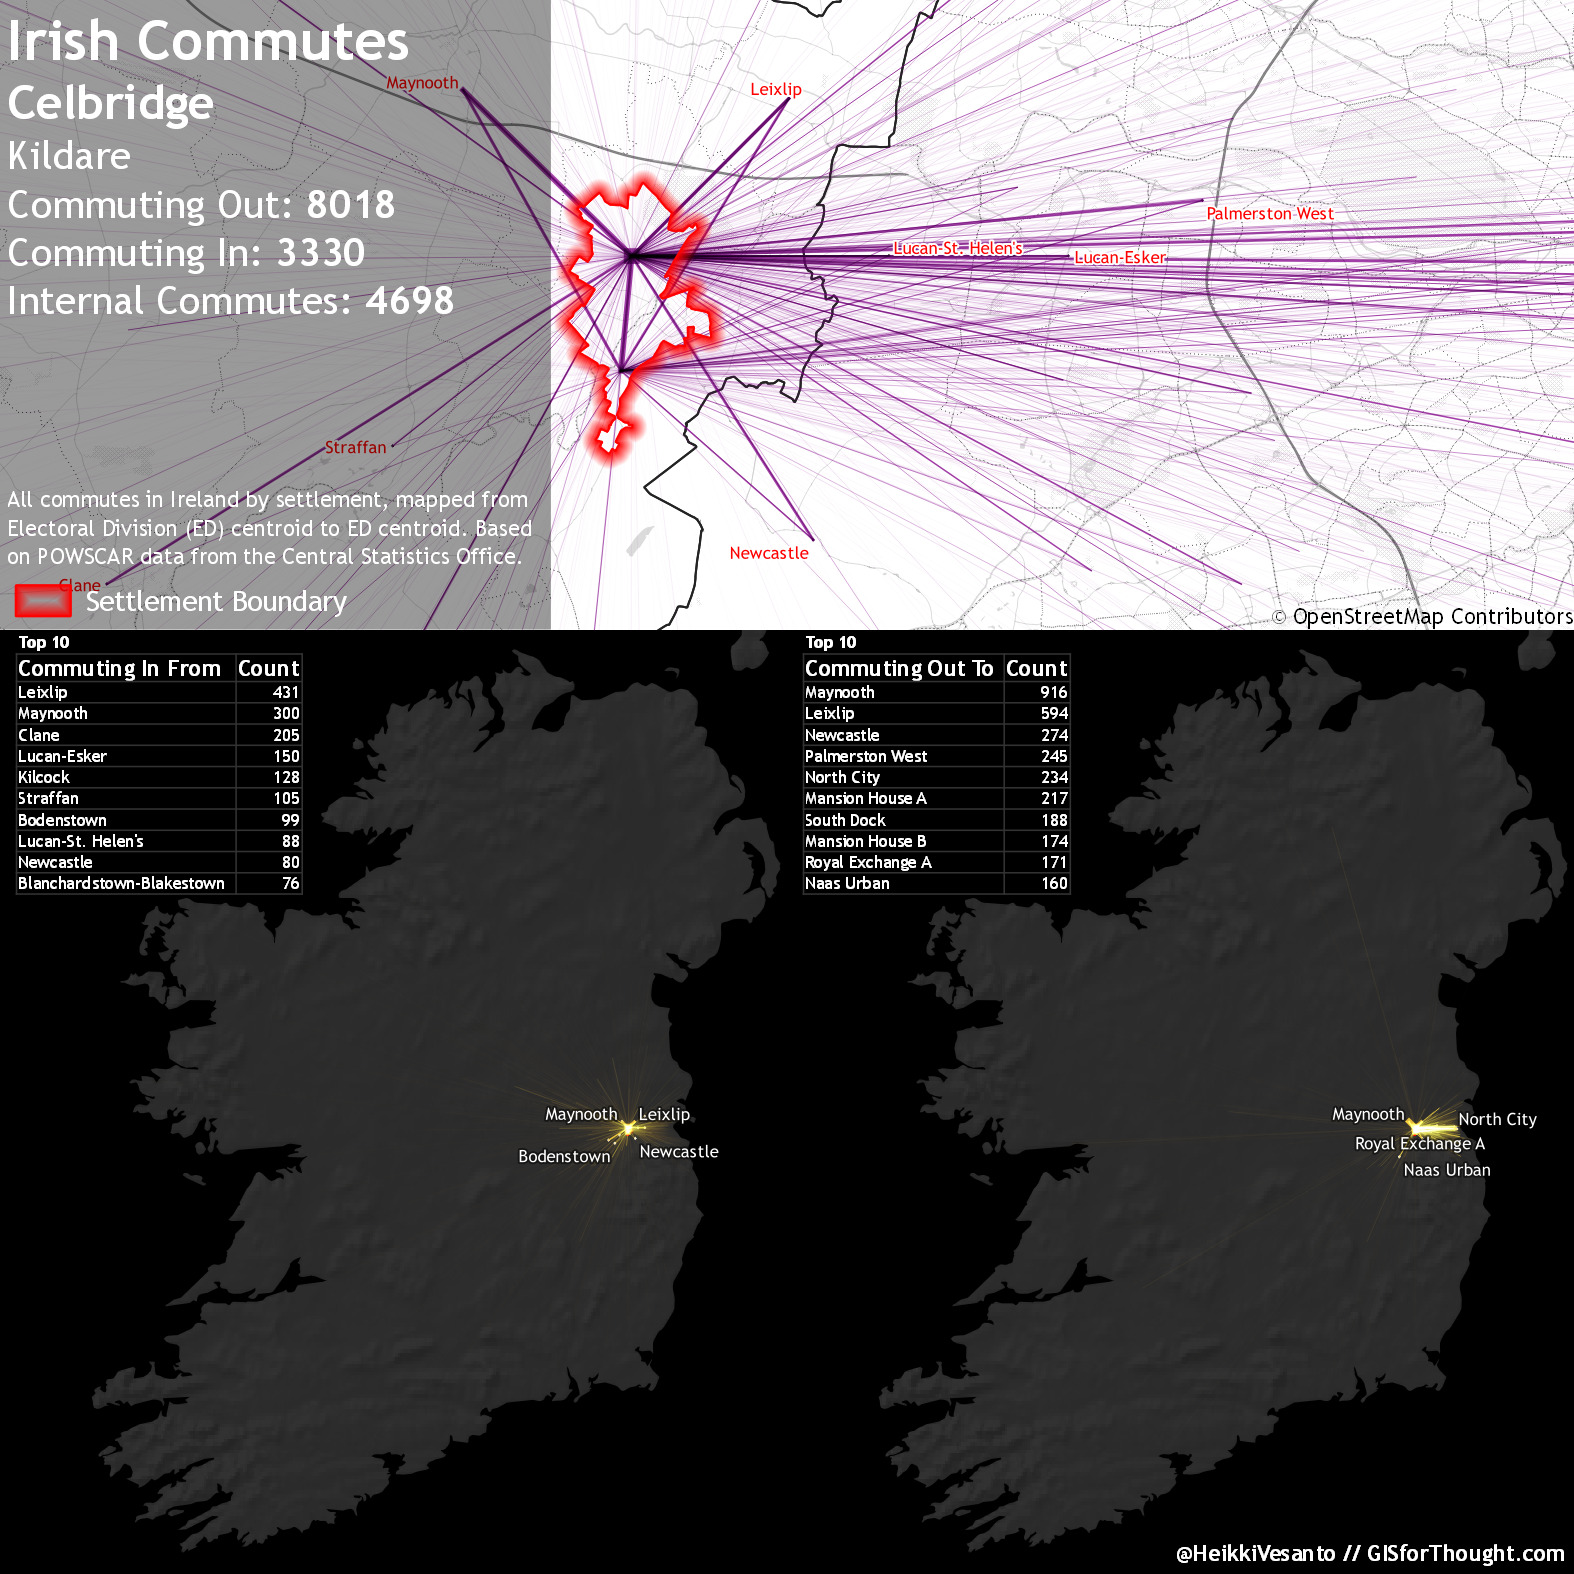 Irish Commutes
Celbridge
Kildare
Commuting Out: 8018
Commuting In: 3330
Internal Commutes: 4698
Maynooth
Leixlip
Palmerston West
Lucan-St. Helen's
Lucan-Esker
Straffan
Newcastle
Clane
All commutes in Ireland by settlement, mapped from
Electoral Division (ED) centroid to ED centroid. Based
on POWSCAR data from the Central Statistics Office.
Settlement Boundary
© OpenStreetMap Contributors
Top 10
Commuting In From Count
Leixlip 431
Maynooth 300
Clane 205
Lucan-Esker 150
Kilcock 128
Straffan 105
Bodenstown 99
Lucan-St. Helen's 88
Newcastle 80
Blanchardstown-Blakestown 76
Maynooth
Leixlip
Bodenstown
Newcastle
Top 10
Commuting Out To Count
Maynooth 916
Leixlip 594
Newcastle 274
Palmerston West 245
North City 234
Mansion House A 217
South Dock 188
Mansion House B 174
Royal Exchange A 171
Naas Urban 160
Maynooth
North City
Royal Exchange A
Naas Urban
@HeikkiVesanto // GISforThought.com